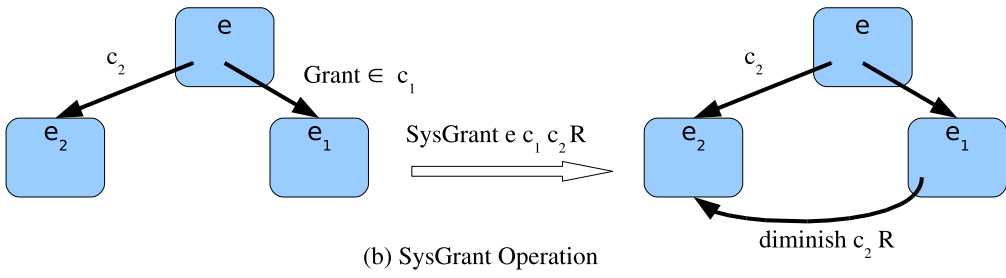 e
c₂
Grant ∈ c₁
e₂
e₁
SysGrant e c₁ c₂ R
e
c₂
e₂
e₁
diminish c₂ R
(b) SysGrant Operation